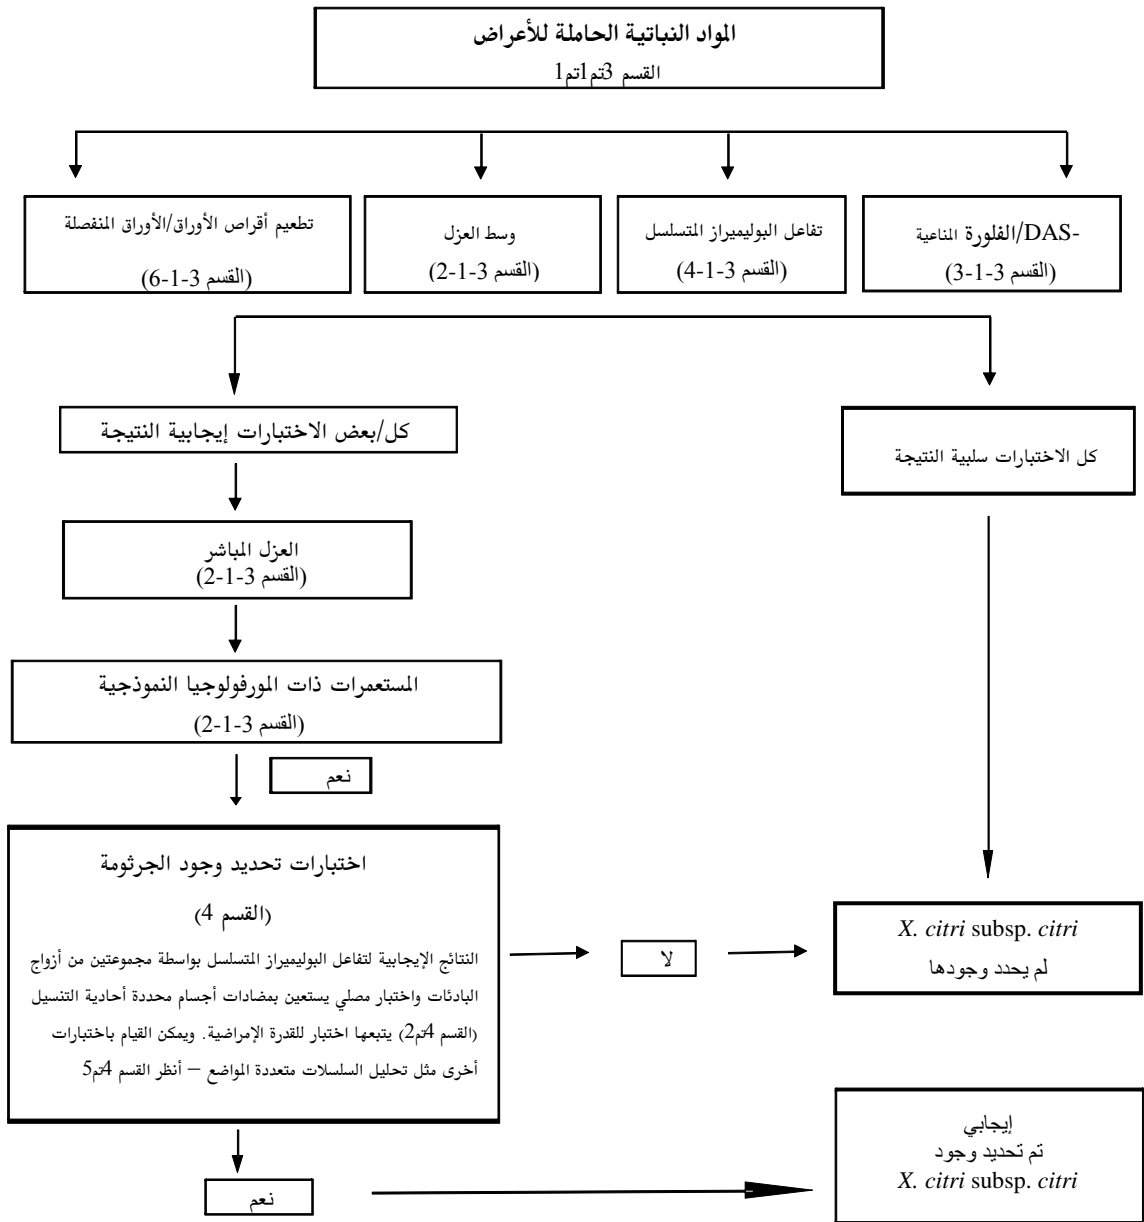 المواد النباتية الحاملة للأعراض
القسم 3تم1تم1
DAS-/الفلورة المناعية
(القسم 3-1-3)
تفاعل البوليميراز المتسلسل
(القسم 3-1-4)
وسط العزل
(القسم 3-1-2)
تطعيم أقراص الأوراق/الأوراق المنفصلة
(القسم 3-1-6)
كل/بعض الاختبارات إيجابية النتيجة
كل الاختبارات سلبية النتيجة
العزل المباشر
(القسم 3-1-2)
المستعمرات ذات المورفولوجيا النموذجية
(القسم 3-1-2)
نعم
اختبارات تحديد وجود الجرثومة
(القسم 4)
النتائج الإيجابية لتفاعل البوليميراز المتسلسل بواسطة مجموعتين من أزواج
البادئات واختبار مصلي يستعين بمضادات أجسام محددة أحادية التنسيل
(القسم 4تم2) يتبعها اختبار للقدرة الإمراضية. ويمكن القيام باختبارات
أخرى مثل تحليل السلسلات متعددة المواضع – أنظر القسم 4تم5
لا
X. citri subsp. citri
لم يحدد وجودها
نعم
إيجابي
تم تحديد وجود
X. citri subsp. citri